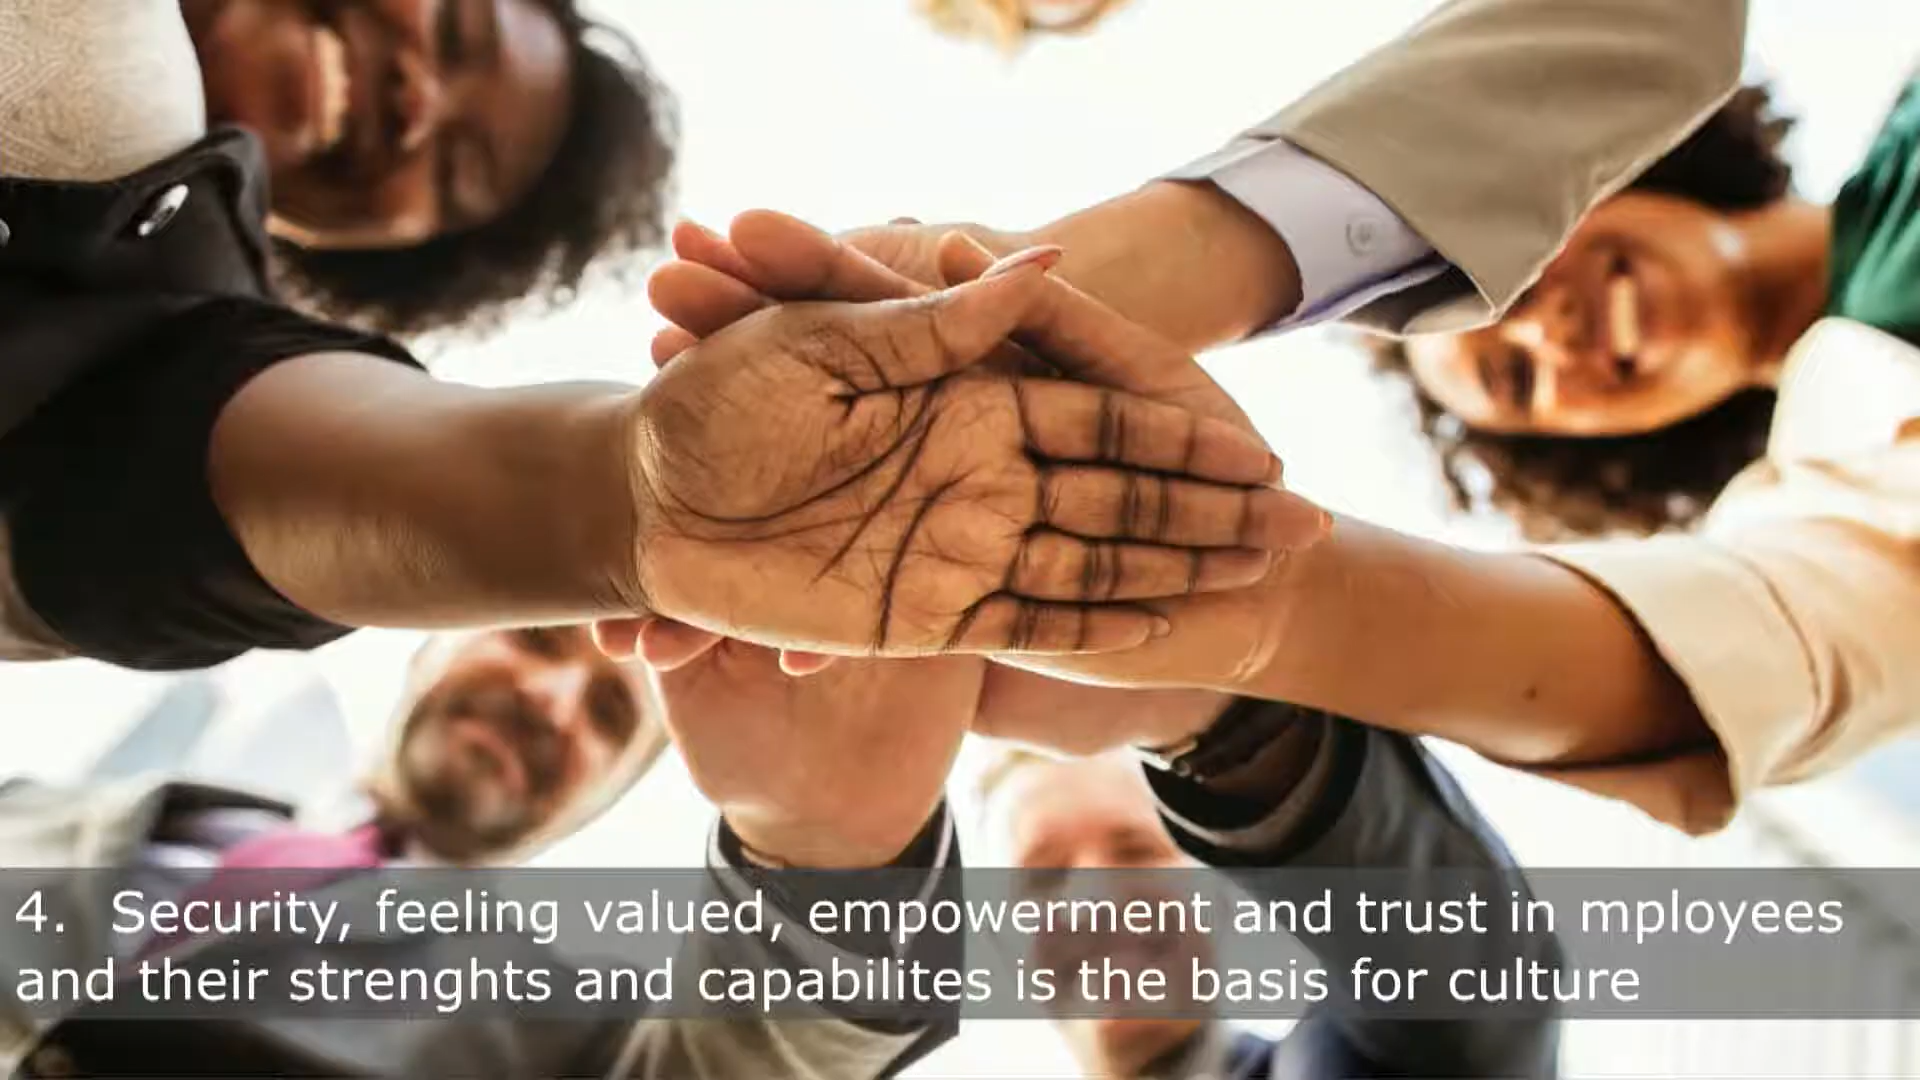 4. Security, feeling valued, empowerment and trust in mployees
and their strenghts and capabilites is the basis for culture